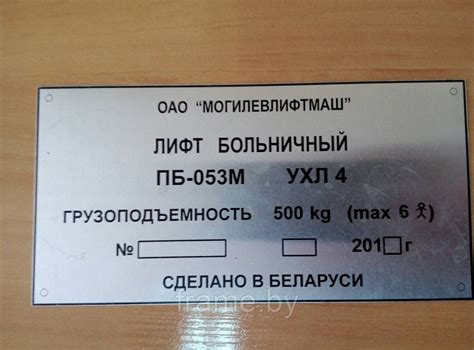 ОАО “МОГИЛЕВЛИФТМАШ”
ЛИФТ БОЛЬНИЧНЫЙ
ПБ-053М УХЛ 4
ГРУЗОПОДЪЕМНОСТЬ 500 kg (max 6 )
№ 201 г
СДЕЛАНО В БЕЛАРУСИ
frame.by